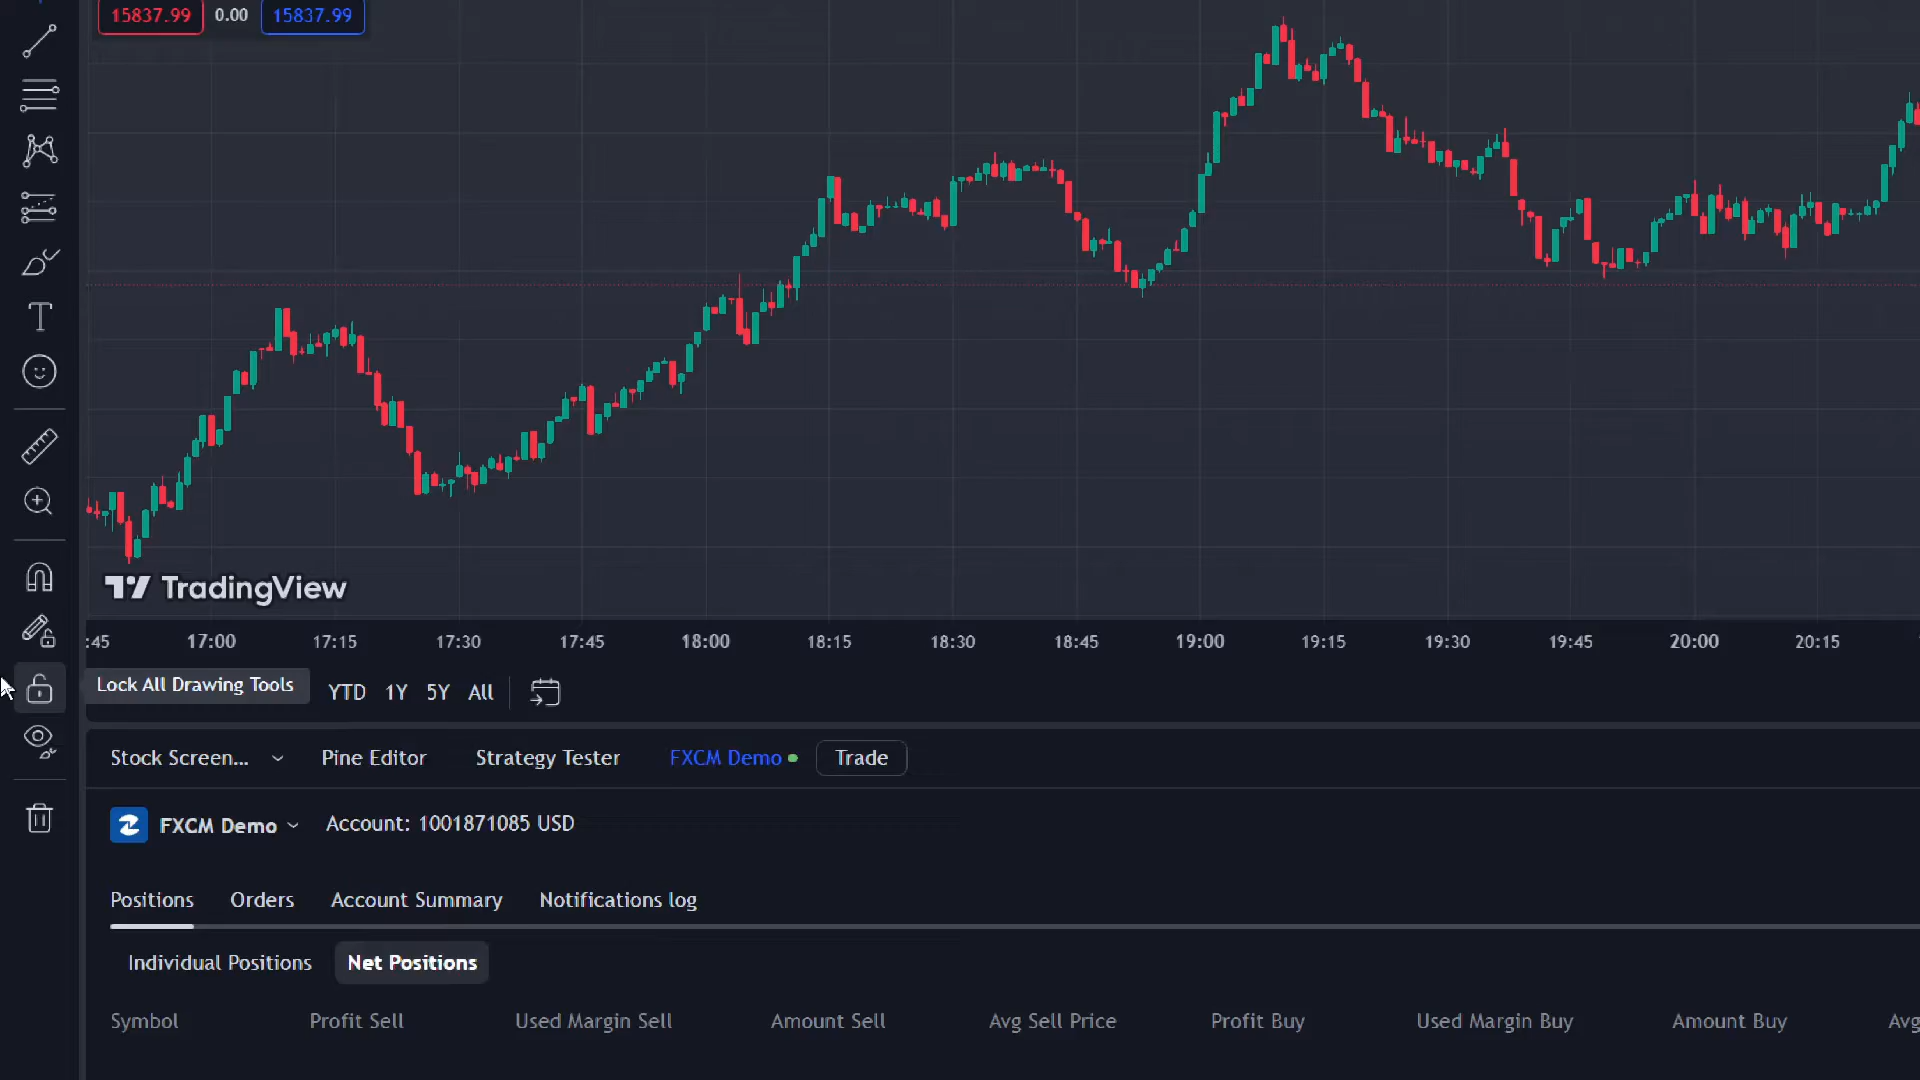 15837.99 0.00 15837.99
TradingView
:45 17:00 17:15 17:30 17:45 18:00 18:15 18:30 18:45 19:00 19:15 19:30 19:45 20:00 20:15
Lock All Drawing Tools YTD 1Y 5Y All
Stock Screen... Pine Editor Strategy Tester FXCM Demo Trade
FXCM Demo Account: 1001871085 USD
Positions Orders Account Summary Notifications log
Individual Positions Net Positions
Symbol Profit Sell Used Margin Sell Amount Sell Avg Sell Price Profit Buy Used Margin Buy Amount Buy Avg